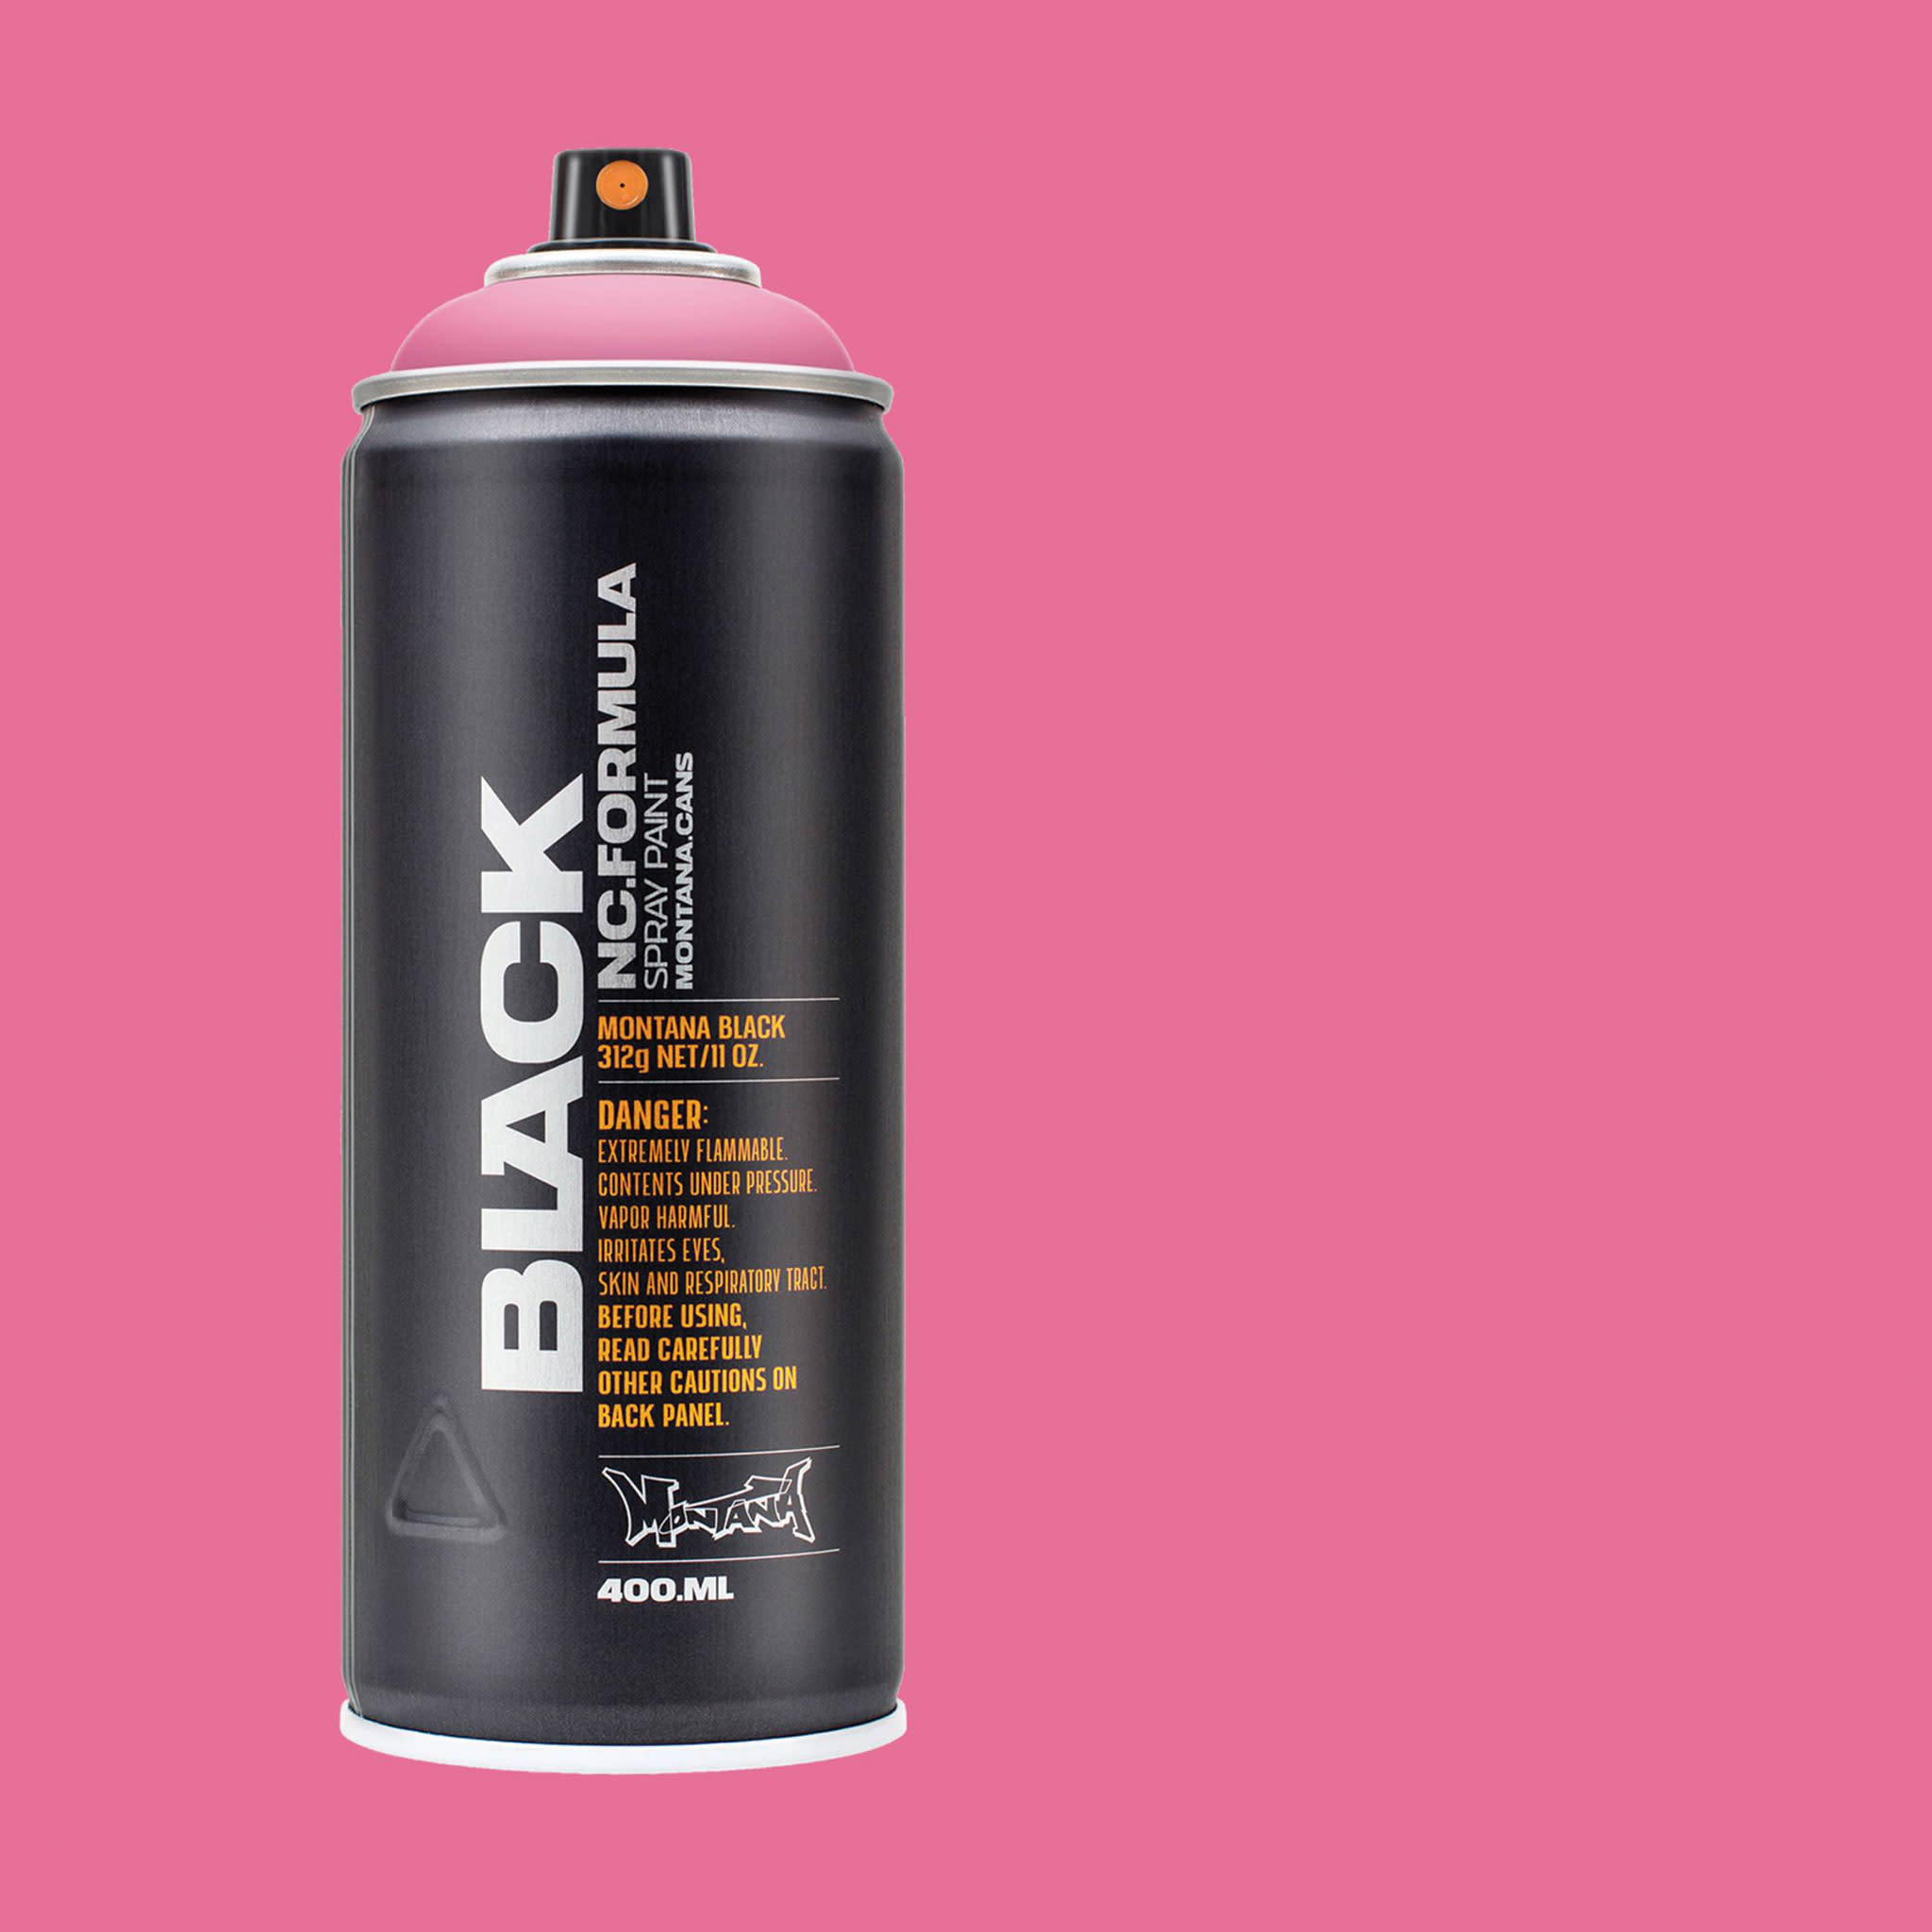 BLACK
NC.FORMULA
SPRAY PAINT
MONTANA.CANS
MONTANA BLACK
312g NET/11 OZ.
DANGER:
EXTREMELY FLAMMABLE.
CONTENTS UNDER PRESSURE.
VAPOR HARMFUL.
IRRITATES EYES,
SKIN AND RESPIRATORY TRACT.
BEFORE USING,
READ CAREFULLY
OTHER CAUTIONS ON
BACK PANEL.
MONTANA
400.ML